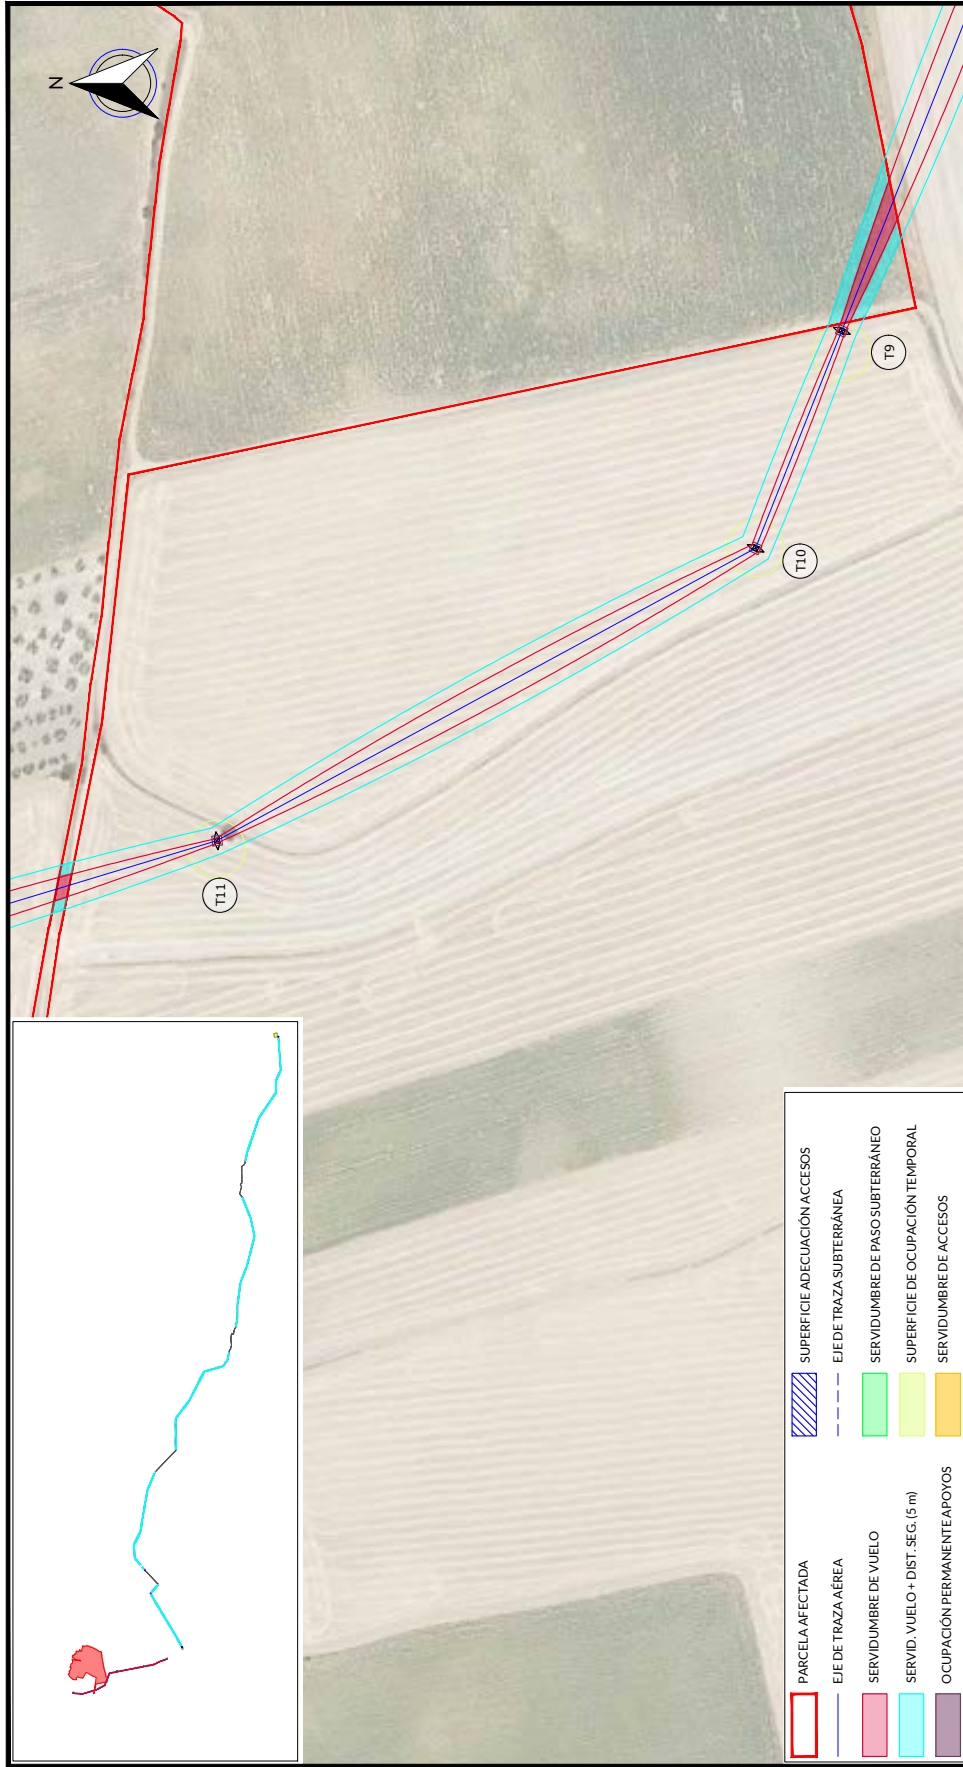 N
T9
T10
T11
PARCELA AFECTADA
EJE DE TRAZA AÉREA
SERVIDUMBRE DE VUELO
SERVID. VUELO + DIST. SEG. (5 m)
OCUPACIÓN PERMANENTE APOYOS
SUPERFICIE ADECUACIÓN ACCESOS
EJE DE TRAZA SUBTERRÁNEA
SERVIDUMBRE DE PASO SUBTERRÁNEO
SUPERFICIE DE OCUPACIÓN TEMPORAL
SERVIDUMBRE DE ACCESOS